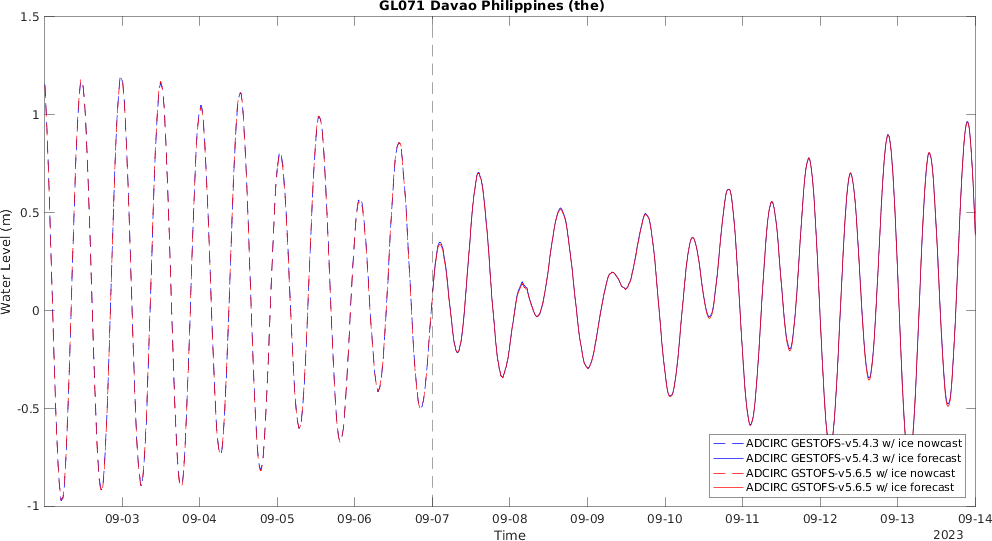 GL071 Davao Philippines (the)
1.5
1
0.5
0
-0.5
-1
Water Level (m)
09-03
09-04
09-05
09-06
09-07
09-08
09-09
09-10
09-11
09-12
09-13
09-14
Time
2023
ADCIRC GESTOFS-v5.4.3 w/ ice nowcast
ADCIRC GESTOFS-v5.4.3 w/ ice forecast
ADCIRC GSTOFS-v5.6.5 w/ ice nowcast
ADCIRC GSTOFS-v5.6.5 w/ ice forecast